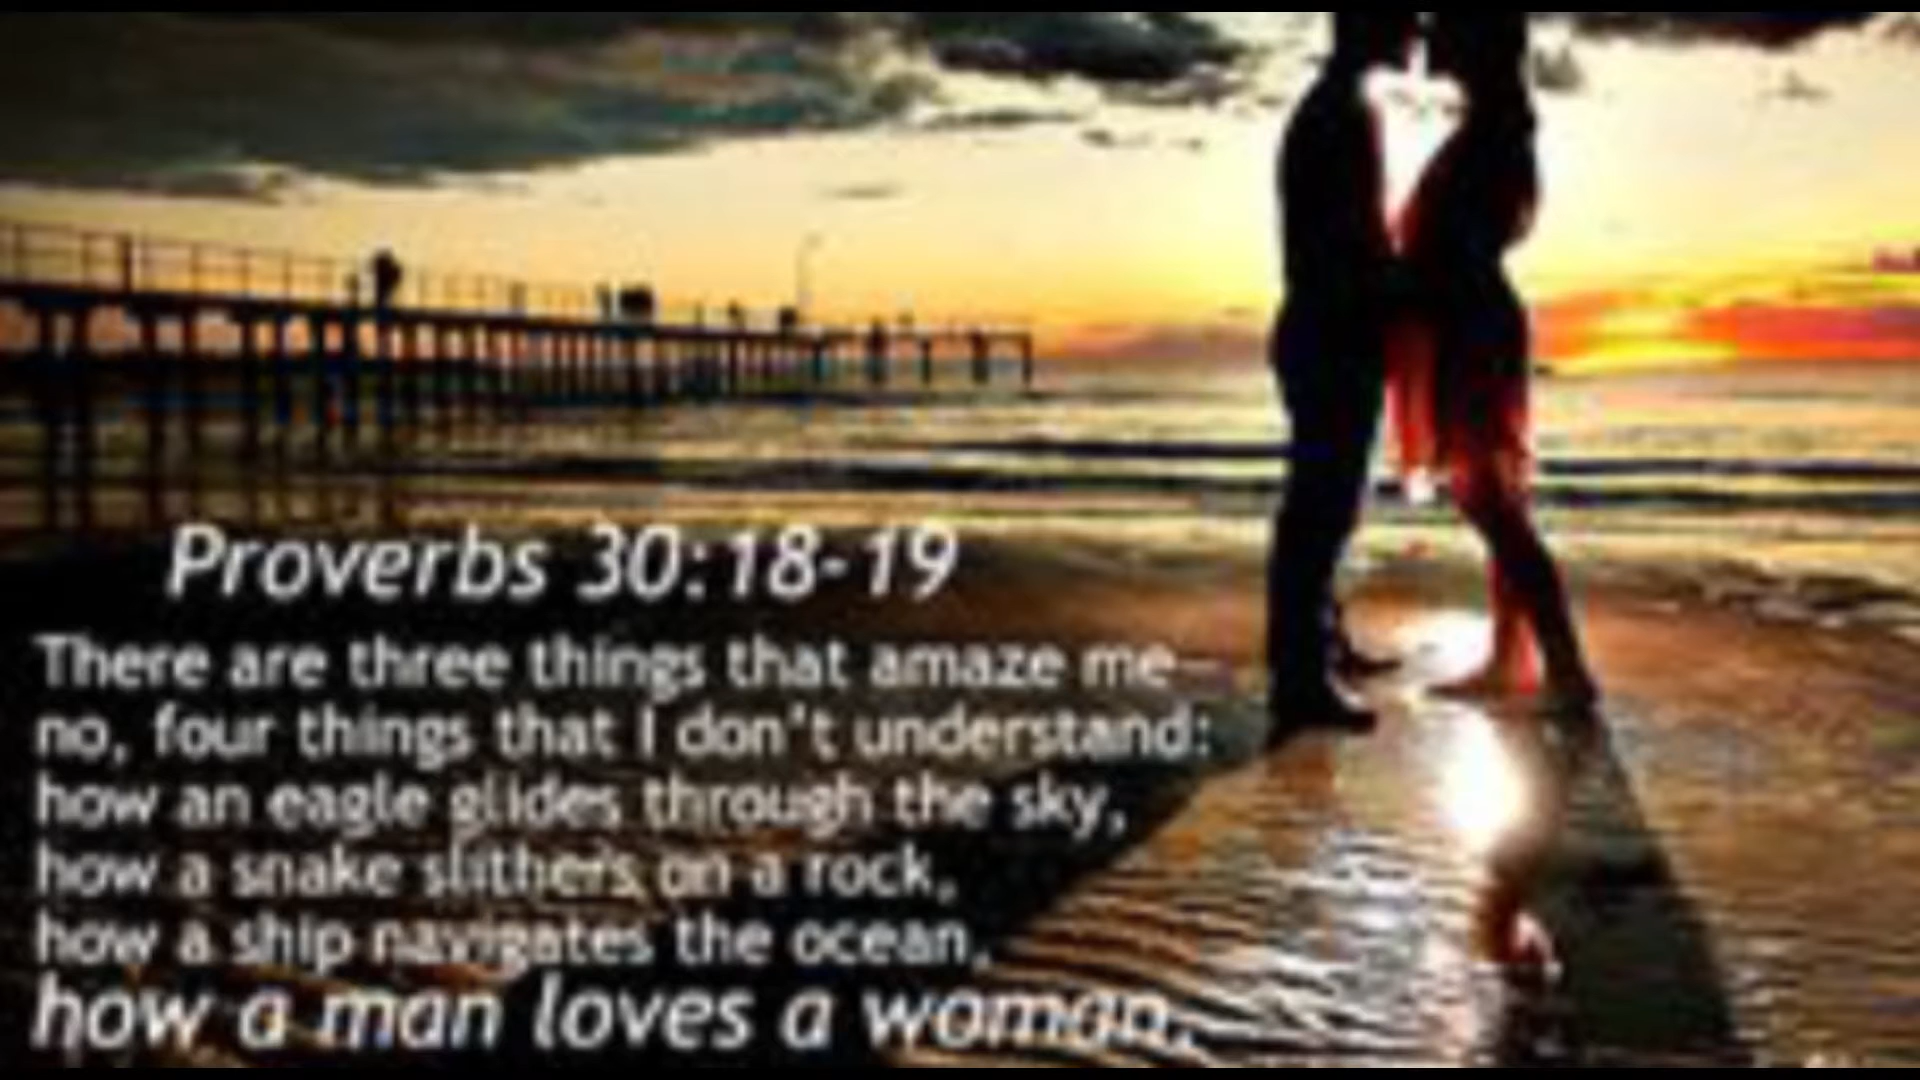 Proverbs 30:18-19
There are three things that amaze me—
no, four things that I don't understand:
how an eagle glides through the sky,
how a snake slithers on a rock,
how a ship navigates the ocean,
how a man loves a woman.